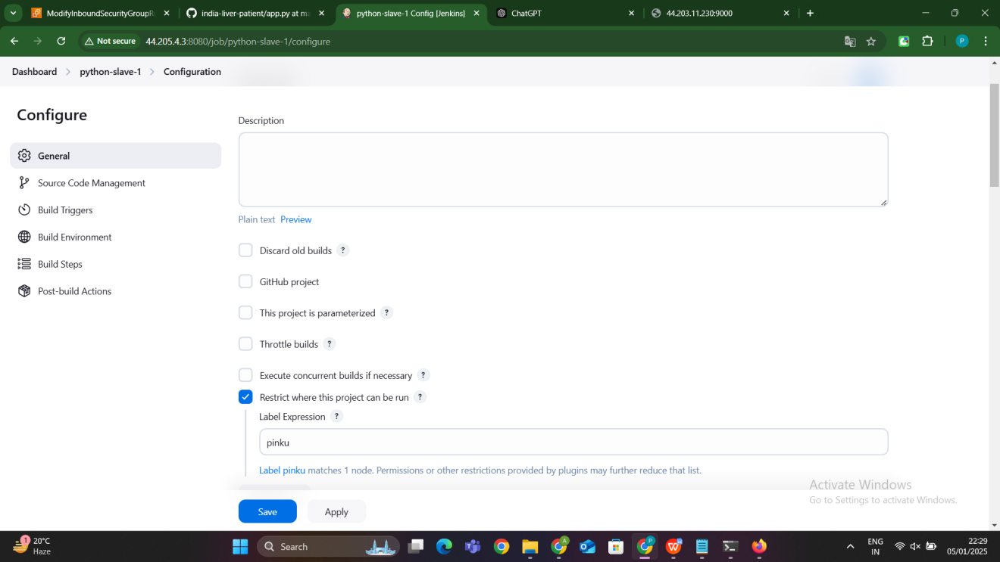 ModifyInboundSecurityGroupR
india-liver-patient/app.py at ma
python-slave-1 Config [Jenkins]
ChatGPT
44.203.11.230:9000
Not secure
44.205.4.3:8080/job/python-slave-1/configure
P
Dashboard
python-slave-1
Configuration
Configure
General
Source Code Management
Build Triggers
Build Environment
Build Steps
Post-build Actions
Description
Plain text Preview
Discard old builds ?
GitHub project
This project is parameterized ?
Throttle builds ?
Execute concurrent builds if necessary ?
Restrict where this project can be run ?
Label Expression ?
pinku
Label pinku matches 1 node. Permissions or other restrictions provided by plugins may further reduce that list.
Save
Apply
Activate Windows
Go to Settings to activate Windows.
1
20°C
Haze
Search
A
P
ENG
IN
22:29
05/01/2025